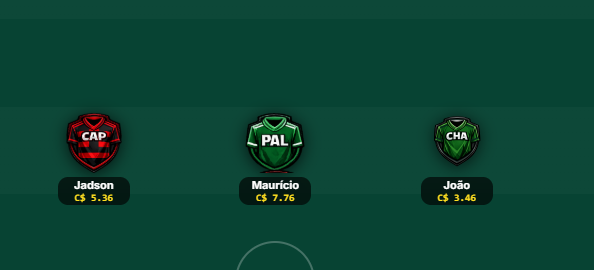 CAP
PAL
CHA
Jadson
C$ 5.36
Maurício
C$ 7.76
João
C$ 3.46